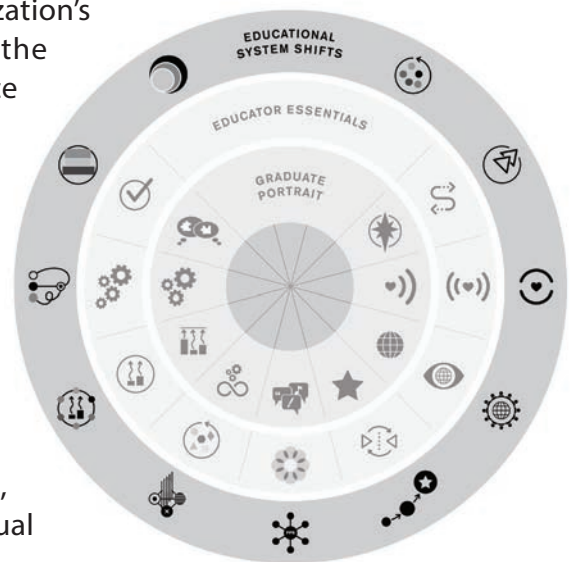 zation's
the
EDUCATIONAL
SYSTEM SHIFTS
EDUCATOR ESSENTIALS
GRADUATE
PORTRAIT
,
ual